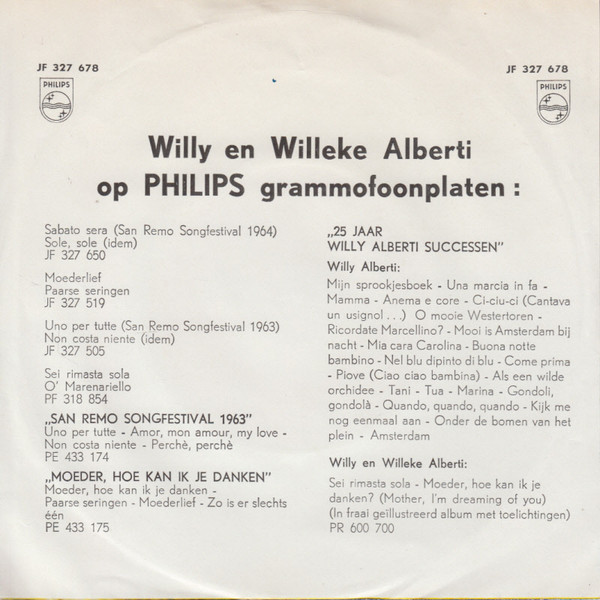 JF 327 678
JF 327 678
PHILIPS
PHILIPS
Willy en Willeke Alberti
op PHILIPS grammofoonplaten :
Sabato sera (San Remo Songfestival 1964)
Sole, sole (idem)
JF 327 650
Moederlief
Paarse seringen
JF 327 519
Uno per tutte (San Remo Songfestival 1963)
Non costa niente (idem)
JF 327 505
Sei rimasta sola
O' Marenariello
PF 318 854
„SAN REMO SONGFESTIVAL 1963”
Uno per tutte - Amor, mon amour, my love -
Non costa niente - Perchè, perchè
PE 433 174
„MOEDER, HOE KAN IK JE DANKEN”
Moeder, hoe kan ik je danken -
Paarse seringen - Moederlief - Zo is er slechts
één
PE 433 175
„25 JAAR
WILLY ALBERTI SUCCESSEN”
Willy Alberti:
Mijn sprookjesboek - Una marcia in fa -
Mamma - Anema e core - Ci-ciu-ci (Cantava
un usignol . . .) O mooie Westertoren -
Ricordate Marcellino? - Mooi is Amsterdam bij
nacht - Mia cara Carolina - Buona notte
bambino - Nel blu dipinto di blu - Come prima
- Piove (Ciao ciao bambina) - Als een wilde
orchidee - Tani - Tua - Marina - Gondoli,
gondolà - Quando, quando, quando - Kijk me
nog eenmaal aan - Onder de bomen van het
plein - Amsterdam
Willy en Willeke Alberti:
Sei rimasta sola - Moeder, hoe kan ik je
danken? (Mother, I'm dreaming of you)
(In fraai geïllustreerd album met toelichtingen)
PR 600 700